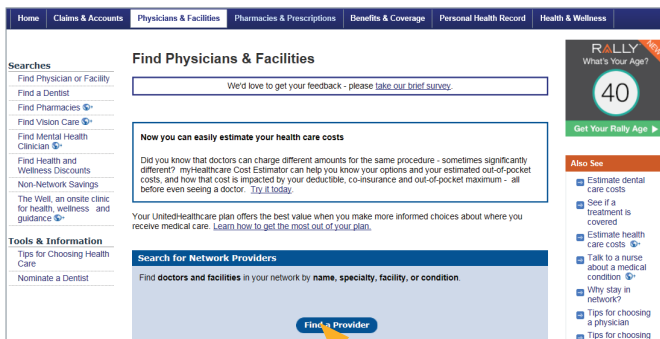 Home Claims & Accounts Physicians & Facilities Pharmacies & Prescriptions Benefits & Coverage Personal Health Record Health & Wellness
Searches
Find Physician or Facility
Find a Dentist
Find Pharmacies
Find Vision Care
Find Mental Health
Clinician
Find Health and
Wellness Discounts
Non-Network Savings
The Well, an onsite clinic
for health, wellness and
guidance
Tools & Information
Tips for Choosing Health
Care
Nominate a Dentist
Find Physicians & Facilities
We'd love to get your feedback - please take our brief survey.
Now you can easily estimate your health care costs
Did you know that doctors can charge different amounts for the same procedure - sometimes significantly
different? myHealthcare Cost Estimator can help you know your options and your estimated out-of-pocket
costs, and how that cost is impacted by your deductible, co-insurance and out-of-pocket maximum - all
before even seeing a doctor. Try it today.
Your UnitedHealthcare plan offers the best value when you make more informed choices about where you
receive medical care. Learn how to get the most out of your plan.
Search for Network Providers
Find doctors and facilities in your network by name, specialty, facility, or condition.
Find a Provider
RALLY
NEW
What's Your Age?
40
Get Your Rally Age
Also See
Estimate dental
care costs
See if a
treatment is
covered
Estimate health
care costs
Talk to a nurse
about a medical
condition
Why stay in
network?
Tips for choosing
a physician
Tips for choosing